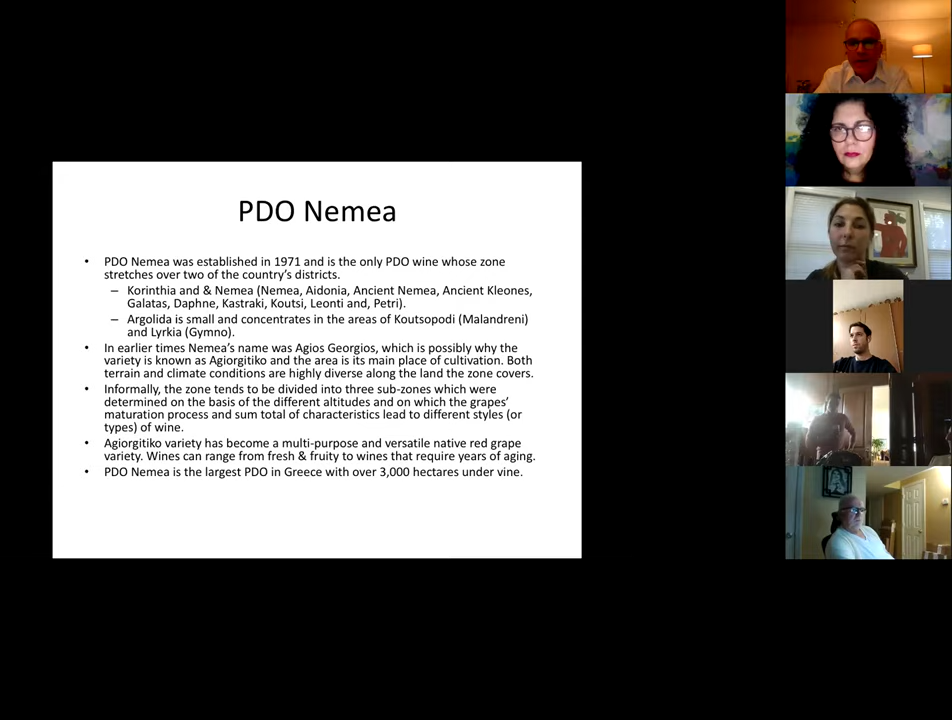 PDO Nemea
• PDO Nemea was established in 1971 and is the only PDO wine whose zone
stretches over two of the country's districts.
– Korinthia and & Nemea (Nemea, Aidonia, Ancient Nemea, Ancient Kleones,
Galatas, Daphne, Kastraki, Koutsi, Leonti and, Petri).
– Argolida is small and concentrates in the areas of Koutsopodi (Malandreni)
and Lyrkia (Gymno).
• In earlier times Nemea's name was Agios Georgios, which is possibly why the
variety is known as Agiorgitiko and the area is its main place of cultivation. Both
terrain and climate conditions are highly diverse along the land the zone covers.
• Informally, the zone tends to be divided into three sub-zones which were
determined on the basis of the different altitudes and on which the grapes'
maturation process and sum total of characteristics lead to different styles (or
types) of wine.
• Agiorgitiko variety has become a multi-purpose and versatile native red grape
variety. Wines can range from fresh & fruity to wines that require years of aging.
• PDO Nemea is the largest PDO in Greece with over 3,000 hectares under vine.